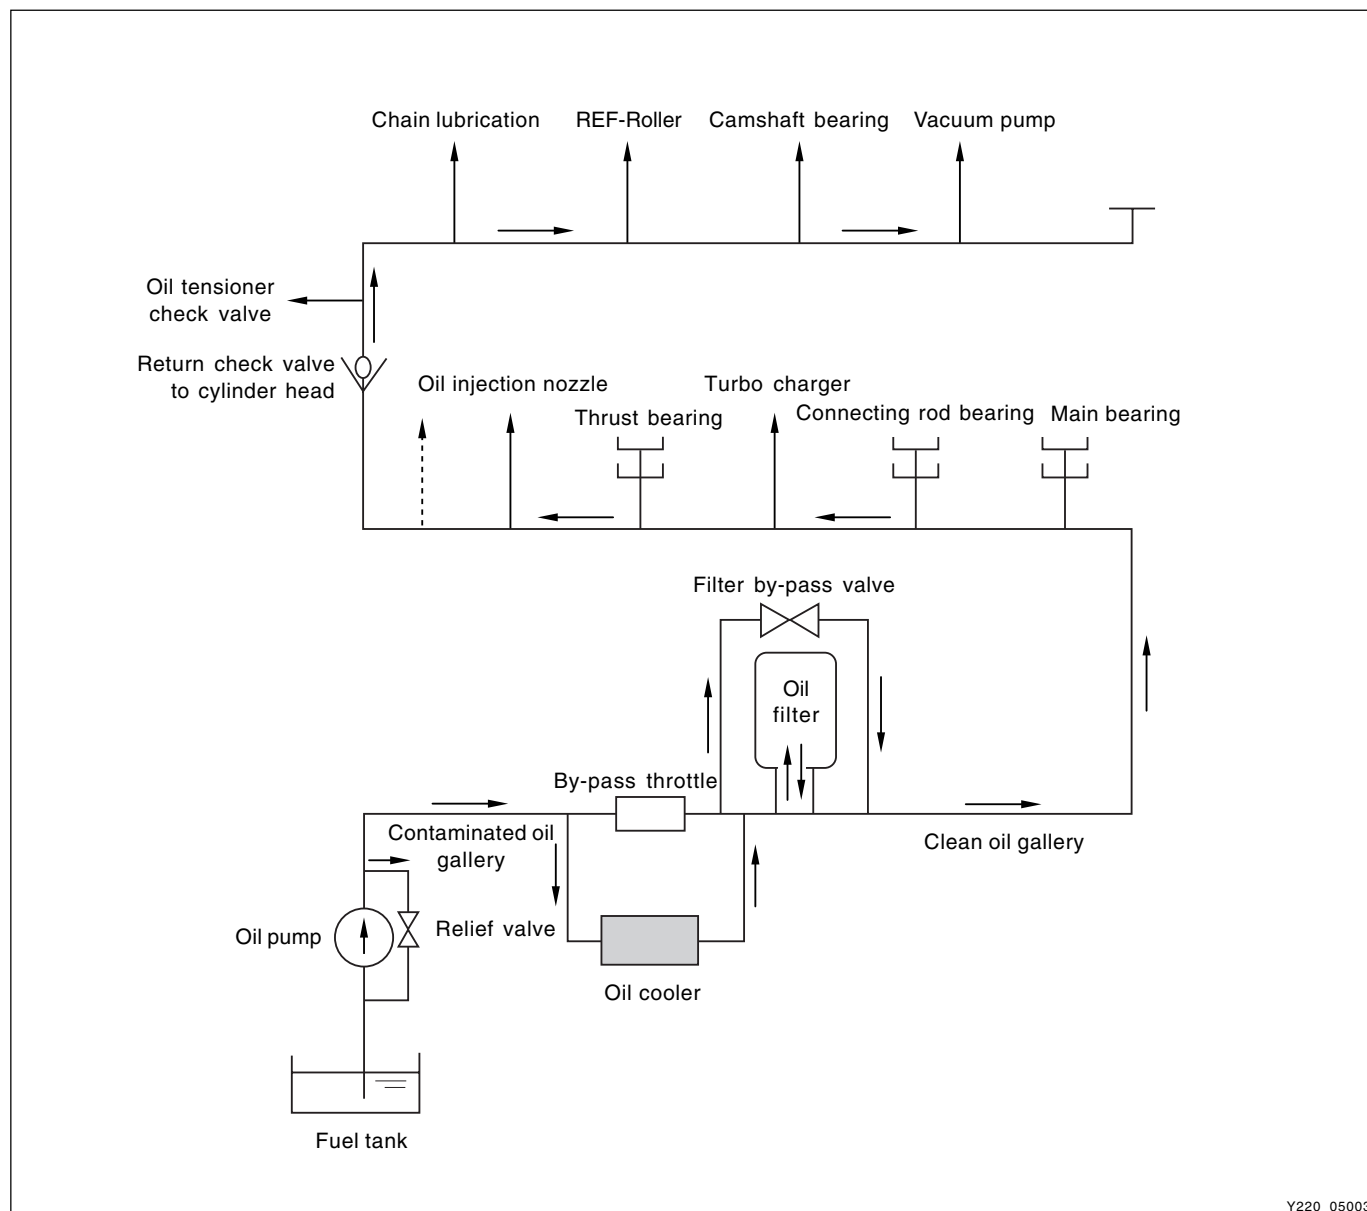 Chain lubrication
REF-Roller
Camshaft bearing
Vacuum pump
Oil tensioner
check valve
Return check valve
to cylinder head
Oil injection nozzle
Turbo charger
Thrust bearing
Connecting rod bearing
Main bearing
Filter by-pass valve
Oil
filter
By-pass throttle
Contaminated oil
gallery
Clean oil gallery
Oil pump
Relief valve
Oil cooler
Fuel tank
Y220_05003